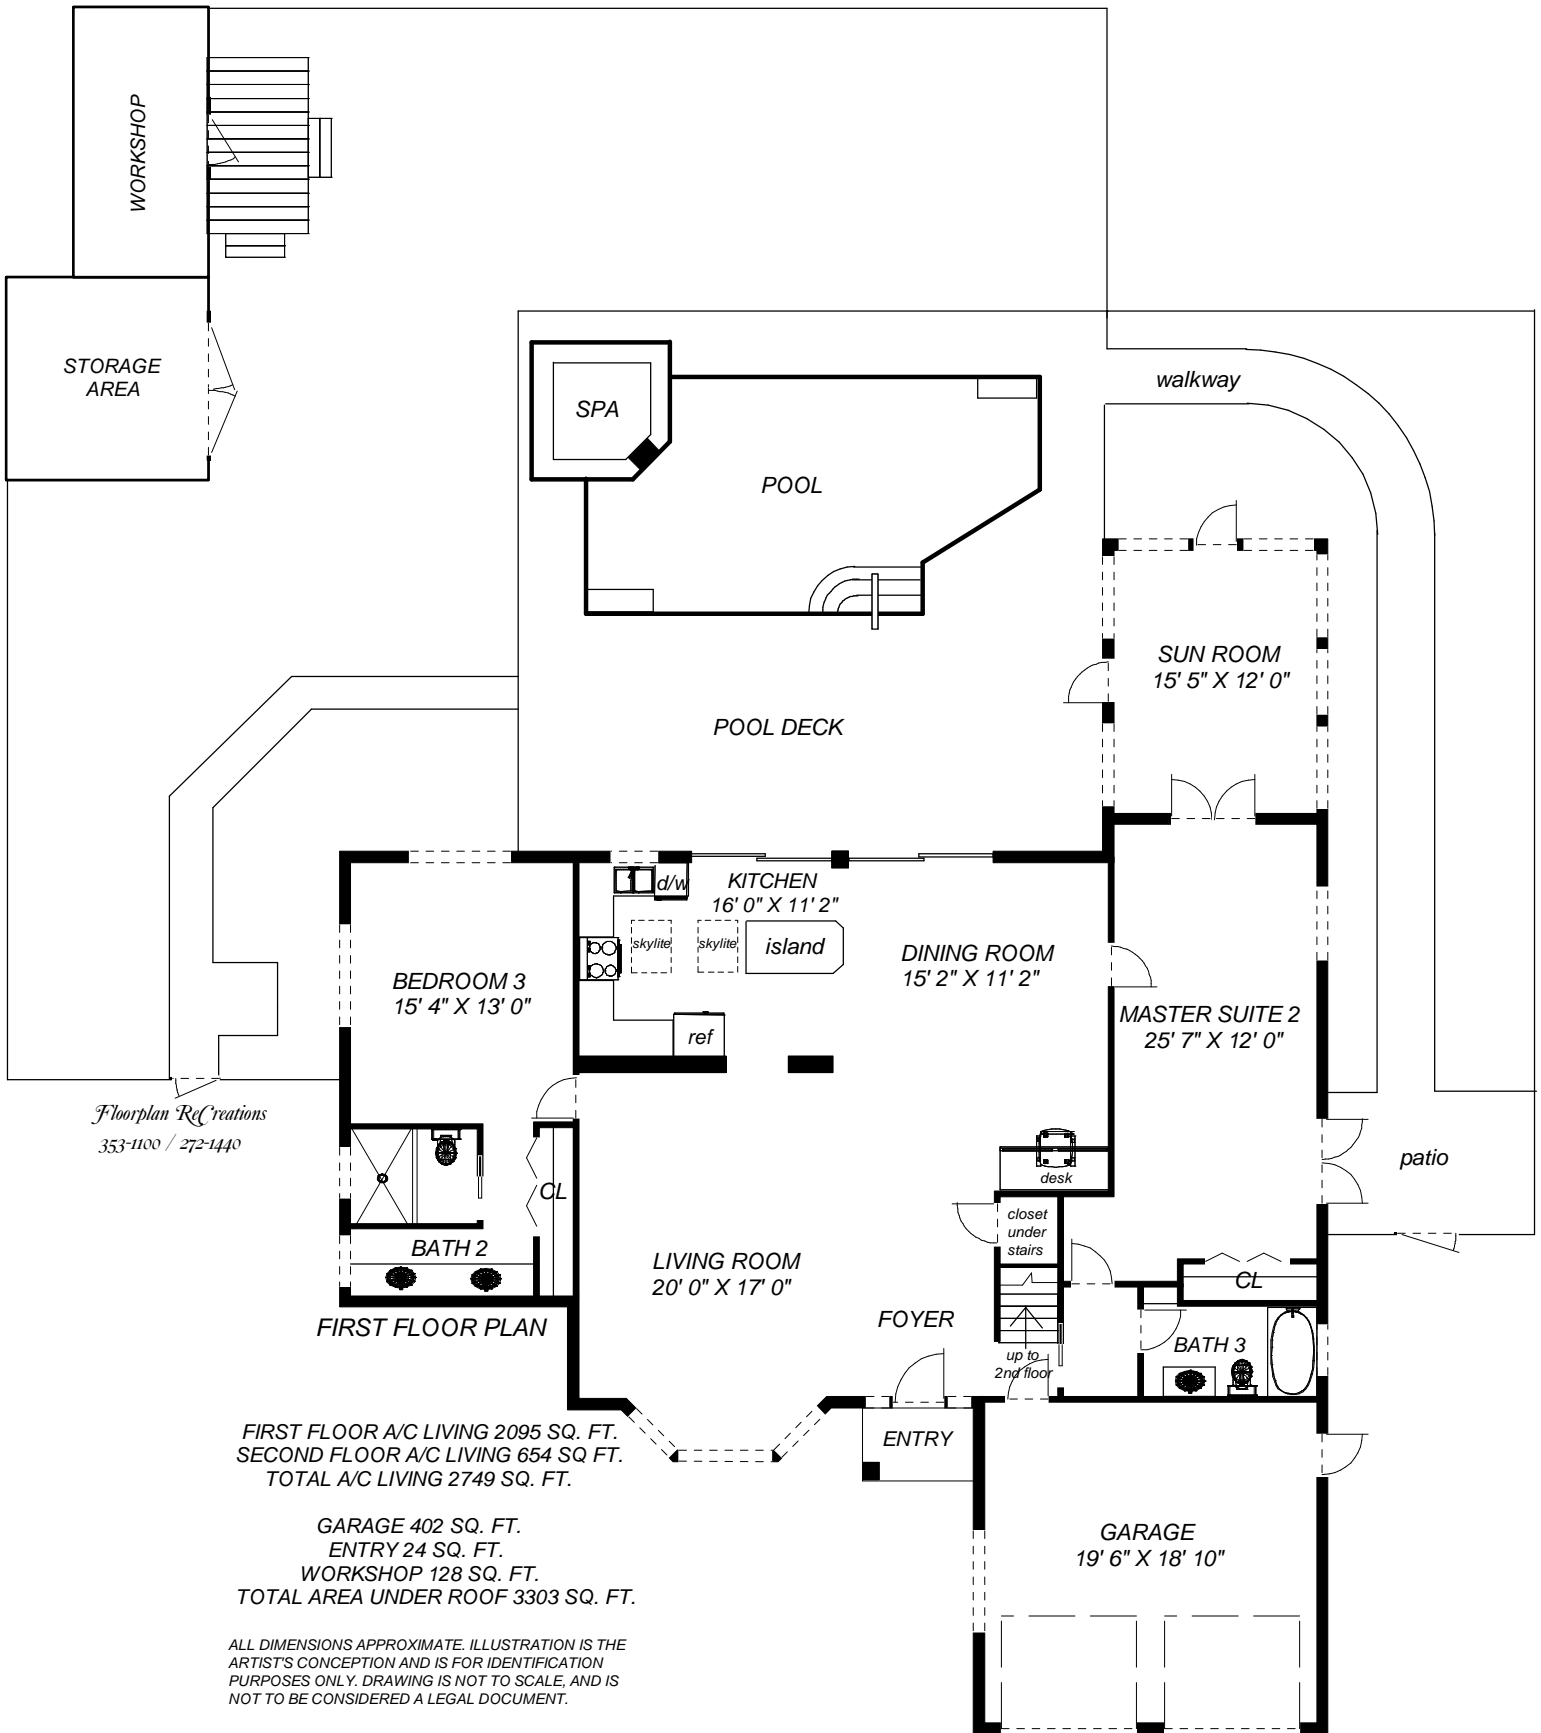 WORKSHOP
STORAGE
AREA
SPA
POOL
walkway
SUN ROOM
15' 5" X 12' 0"
POOL DECK
d/w
KITCHEN
16' 0" X 11' 2"
skylite
skylite
island
DINING ROOM
15' 2" X 11' 2"
BEDROOM 3
15' 4" X 13' 0"
MASTER SUITE 2
25' 7" X 12' 0"
ref
Floorplan ReCreations
353-1100 / 272-1440
patio
desk
CL
closet
under
stairs
BATH 2
LIVING ROOM
20' 0" X 17' 0"
CL
FOYER
FIRST FLOOR PLAN
up to
2nd floor
BATH 3
ENTRY
FIRST FLOOR A/C LIVING 2095 SQ. FT.
SECOND FLOOR A/C LIVING 654 SQ FT.
TOTAL A/C LIVING 2749 SQ. FT.
GARAGE 402 SQ. FT.
ENTRY 24 SQ. FT.
WORKSHOP 128 SQ. FT.
TOTAL AREA UNDER ROOF 3303 SQ. FT.
GARAGE
19' 6" X 18' 10"
ALL DIMENSIONS APPROXIMATE. ILLUSTRATION IS THE
ARTIST'S CONCEPTION AND IS FOR IDENTIFICATION
PURPOSES ONLY. DRAWING IS NOT TO SCALE, AND IS
NOT TO BE CONSIDERED A LEGAL DOCUMENT.